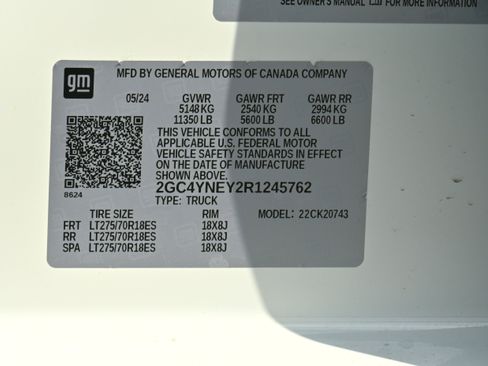 SEE OWNER'S MANUAL FOR MORE INFORMATION
gm
MFD BY GENERAL MOTORS OF CANADA COMPANY
05/24 GVWR GAWR FRT GAWR RR
5148 KG 2540 KG 2994 KG
11350 LB 5600 LB 6600 LB
THIS VEHICLE CONFORMS TO ALL
APPLICABLE U.S. FEDERAL MOTOR
VEHICLE SAFETY STANDARDS IN EFFECT
ON THE DATE OF MANUFACTURE
SHOWN ABOVE.
8624
2GC4YNEY2R1245762
TYPE: TRUCK
TIRE SIZE RIM MODEL: 22CK20743
FRT LT275/70R18ES 18X8J
RR LT275/70R18ES 18X8J
SPA LT275/70R18ES 18X8J